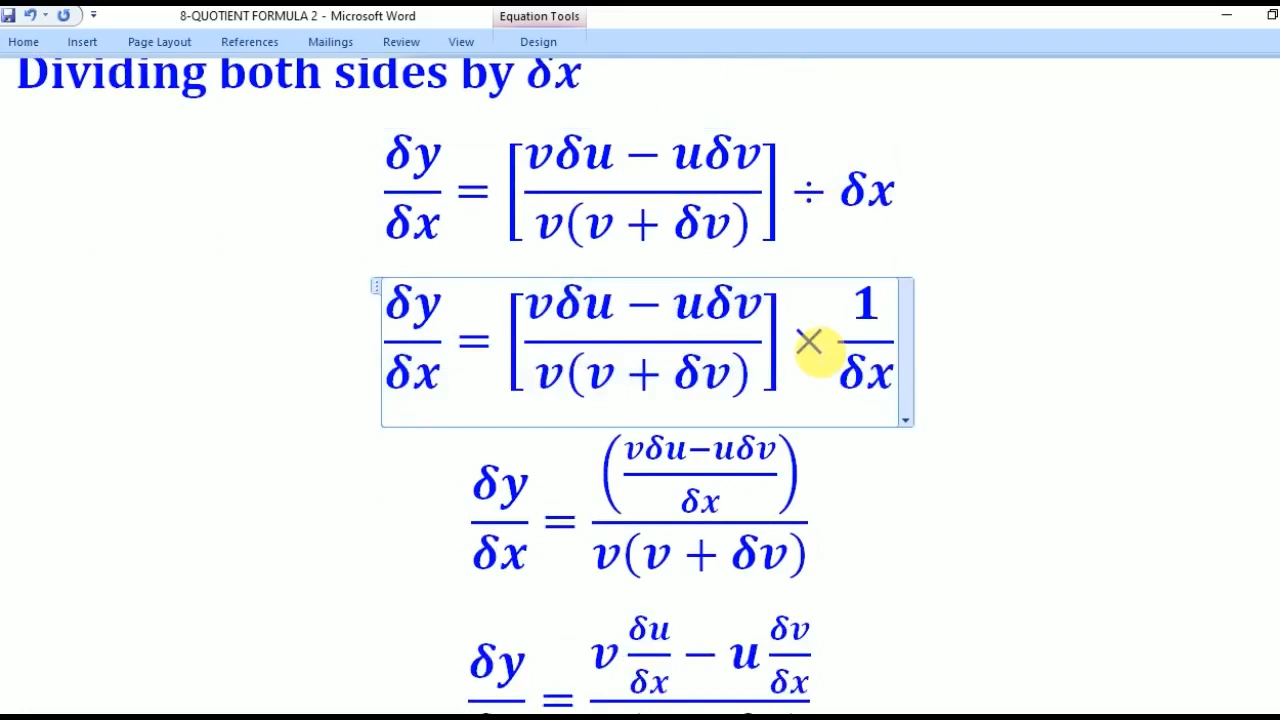 8-QUOTIENT FORMULA 2 - Microsoft Word
Equation Tools
Home Insert Page Layout References Mailings Review View Design
Dividing both sides by δx
δy/δx = [(vδu − uδv)/(v(v + δv))] ÷ δx
δy/δx = [(vδu − uδv)/(v(v + δv))] × 1/δx
δy/δx = ((vδu−uδv)/δx)/(v(v + δv))
δy = v δu/δx − u δv/δx